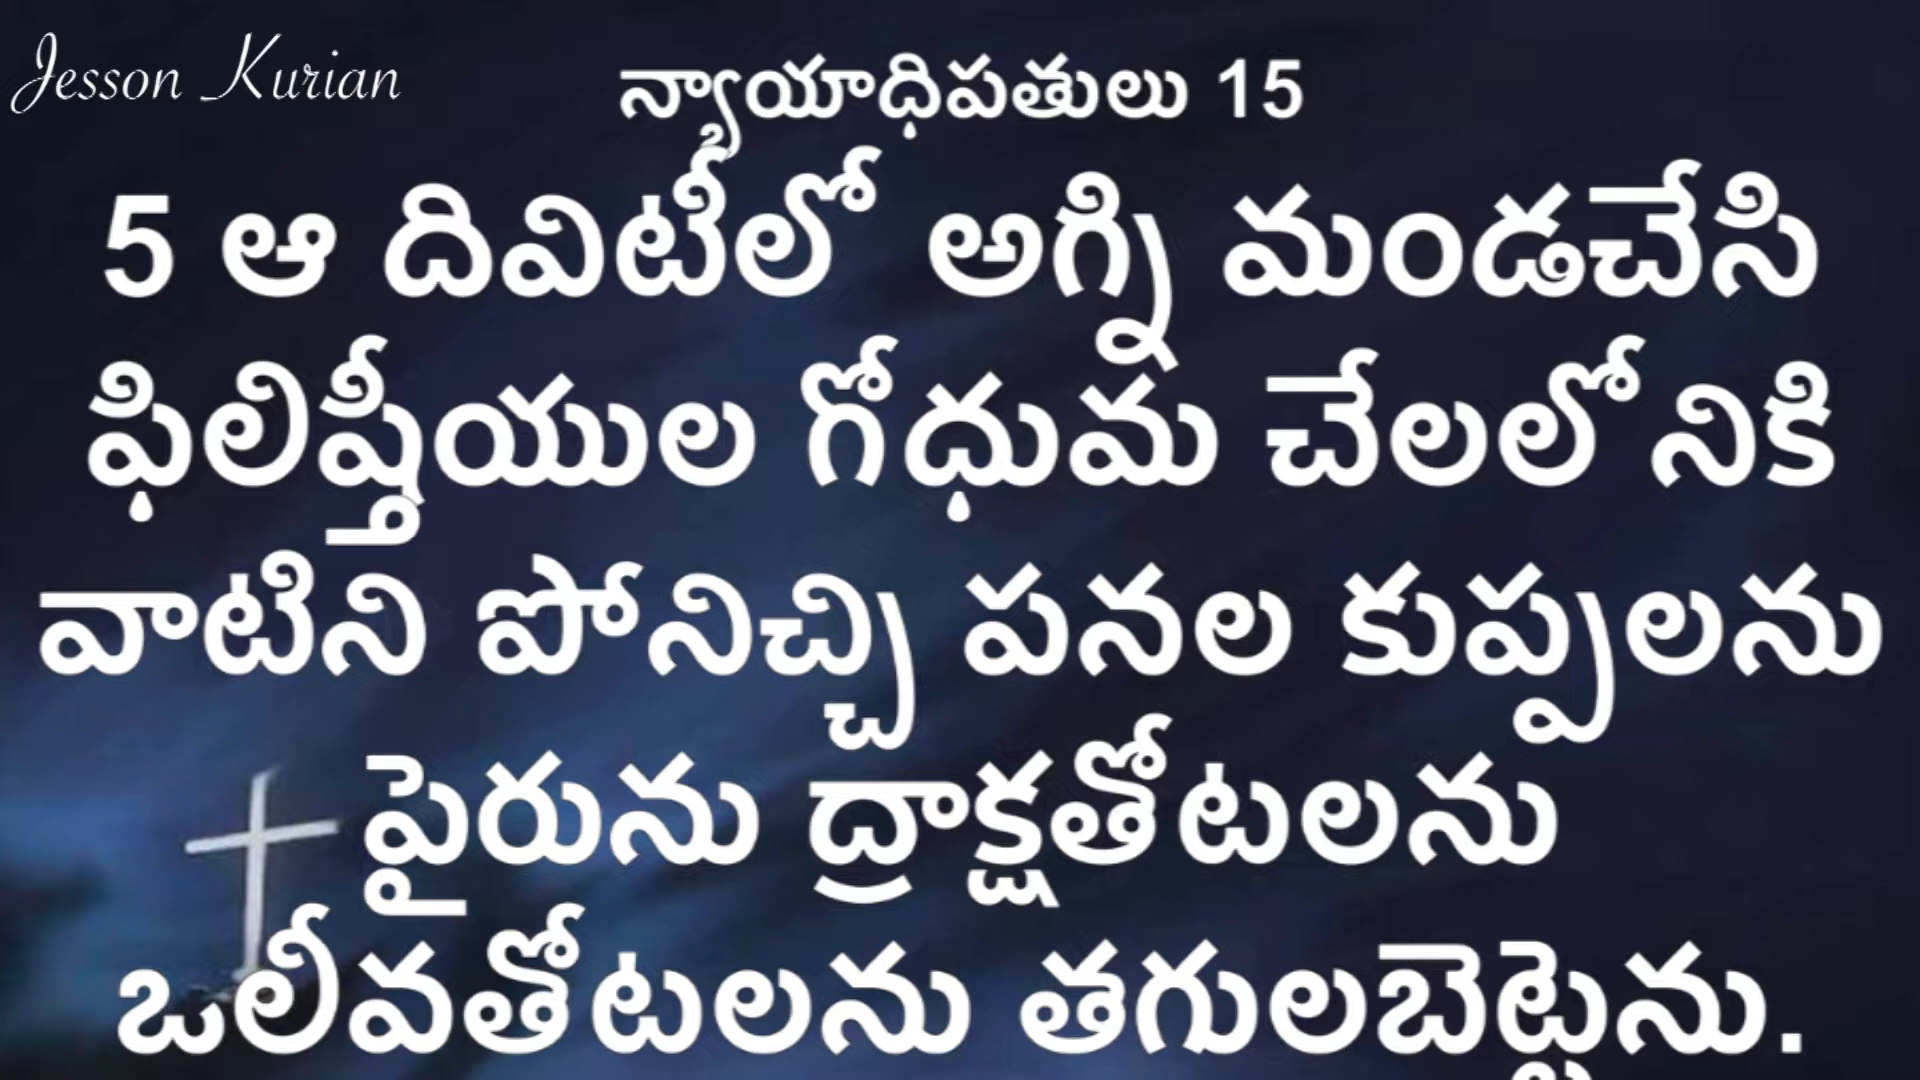 Jesson Kurian
న్యాయాధిపతులు 15
5 ఆ దివిటీలో అగ్ని మండచేసి
ఫిలిష్తీయుల గోధుమ చేలలోనికి
వాటిని పోనిచ్చి పనల కుప్పలను
పైరును ద్రాక్షతోటలను
ఒలీవతోటలను తగులబెట్టెను.